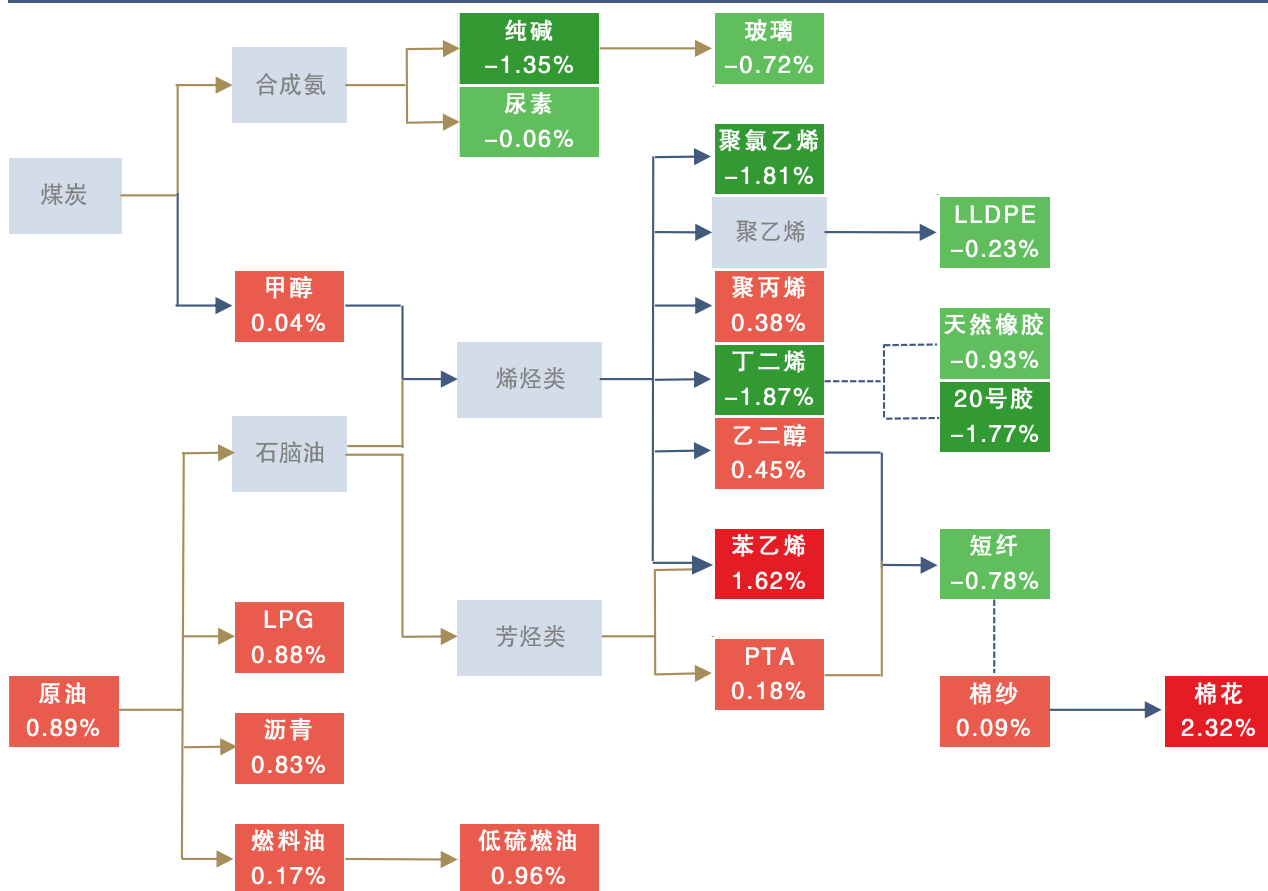 纯碱
-1.35%
玻璃
-0.72%
合成氨
尿素
-0.06%
聚氯乙烯
-1.81%
煤炭
聚乙烯
LLDPE
-0.23%
甲醇
0.04%
聚丙烯
0.38%
天然橡胶
-0.93%
烯烃类
丁二烯
-1.87%
20号胶
-1.77%
石脑油
乙二醇
0.45%
苯乙烯
1.62%
短纤
-0.78%
LPG
0.88%
芳烃类
PTA
0.18%
原油
0.89%
棉纱
0.09%
棉花
2.32%
沥青
0.83%
燃料油
0.17%
低硫燃油
0.96%